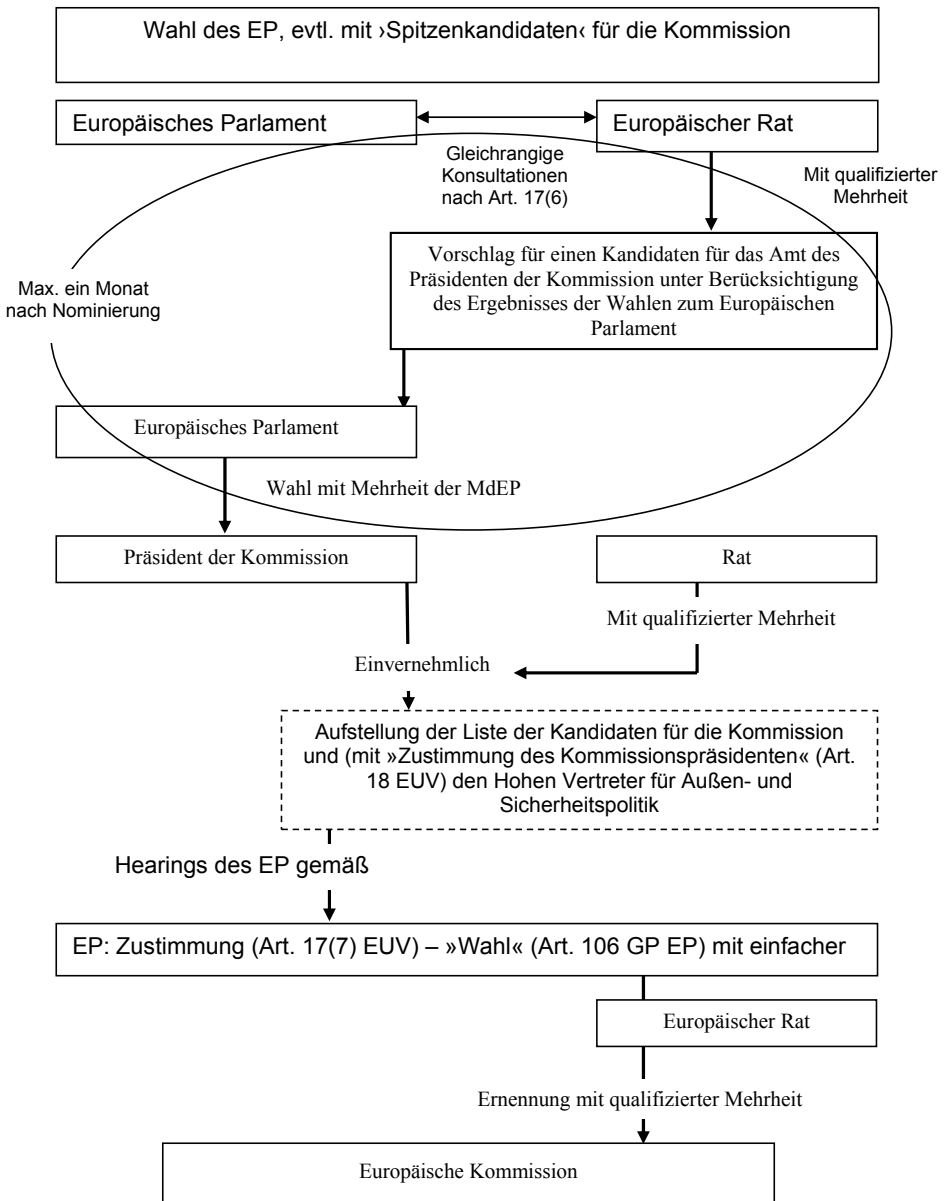 Wahl des EP, evtl. mit ›Spitzenkandidaten‹ für die Kommission
Europäisches Parlament
Europäischer Rat
Gleichrangige
Konsultationen
nach Art. 17(6)
Mit qualifizierter
Mehrheit
Vorschlag für einen Kandidaten für das Amt des
Präsidenten der Kommission unter Berücksichtigung
des Ergebnisses der Wahlen zum Europäischen
Parlament
Max. ein Monat
nach Nominierung
Europäisches Parlament
Wahl mit Mehrheit der MdEP
Präsident der Kommission
Rat
Mit qualifizierter Mehrheit
Einvernehmlich
Aufstellung der Liste der Kandidaten für die Kommission
und (mit »Zustimmung des Kommissionspräsidenten« (Art.
18 EUV) den Hohen Vertreter für Außen- und
Sicherheitspolitik
Hearings des EP gemäß
EP: Zustimmung (Art. 17(7) EUV) – »Wahl« (Art. 106 GP EP) mit einfacher
Europäischer Rat
Ernennung mit qualifizierter Mehrheit
Europäische Kommission